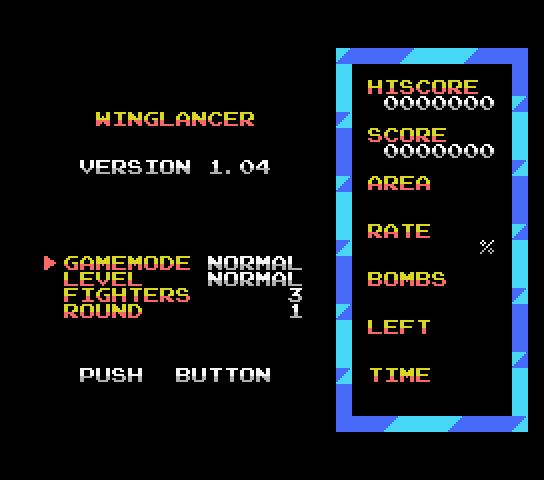 WINGLANCER
VERSION 1.04
GAMEMODE NORMAL
LEVEL NORMAL
FIGHTERS 3
ROUND 1
PUSH BUTTON
HISCORE
0000000
SCORE
0000000
AREA
RATE
%
BOMBS
LEFT
TIME